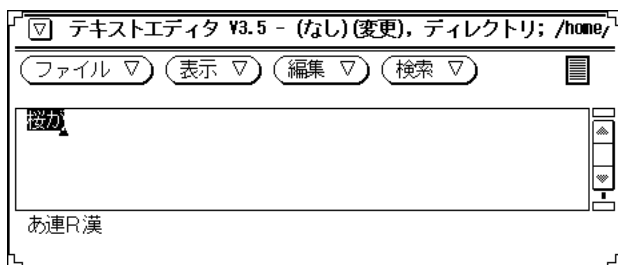 テキストエディタ V3.5 - (なし)(変更), ディレクトリ; /home/
ファイル ▽ 表示 ▽ 編集 ▽ 検索 ▽
桜が
あ連R漢